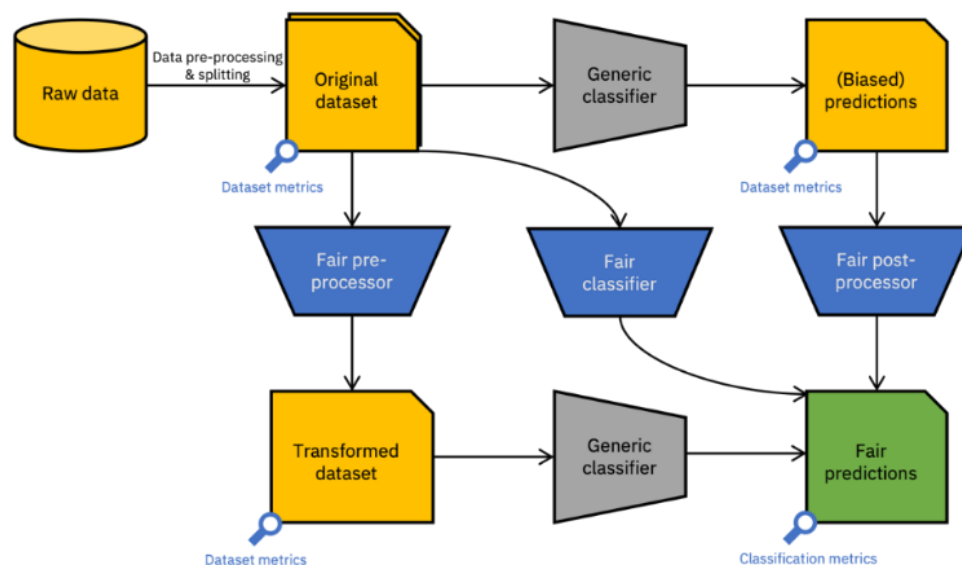 Raw data
Data pre-processing
& splitting
Original
dataset
Dataset metrics
Generic
classifier
(Biased)
predictions
Dataset metrics
Fair pre-
processor
Fair
classifier
Fair post-
processor
Transformed
dataset
Dataset metrics
Generic
classifier
Fair
predictions
Classification metrics